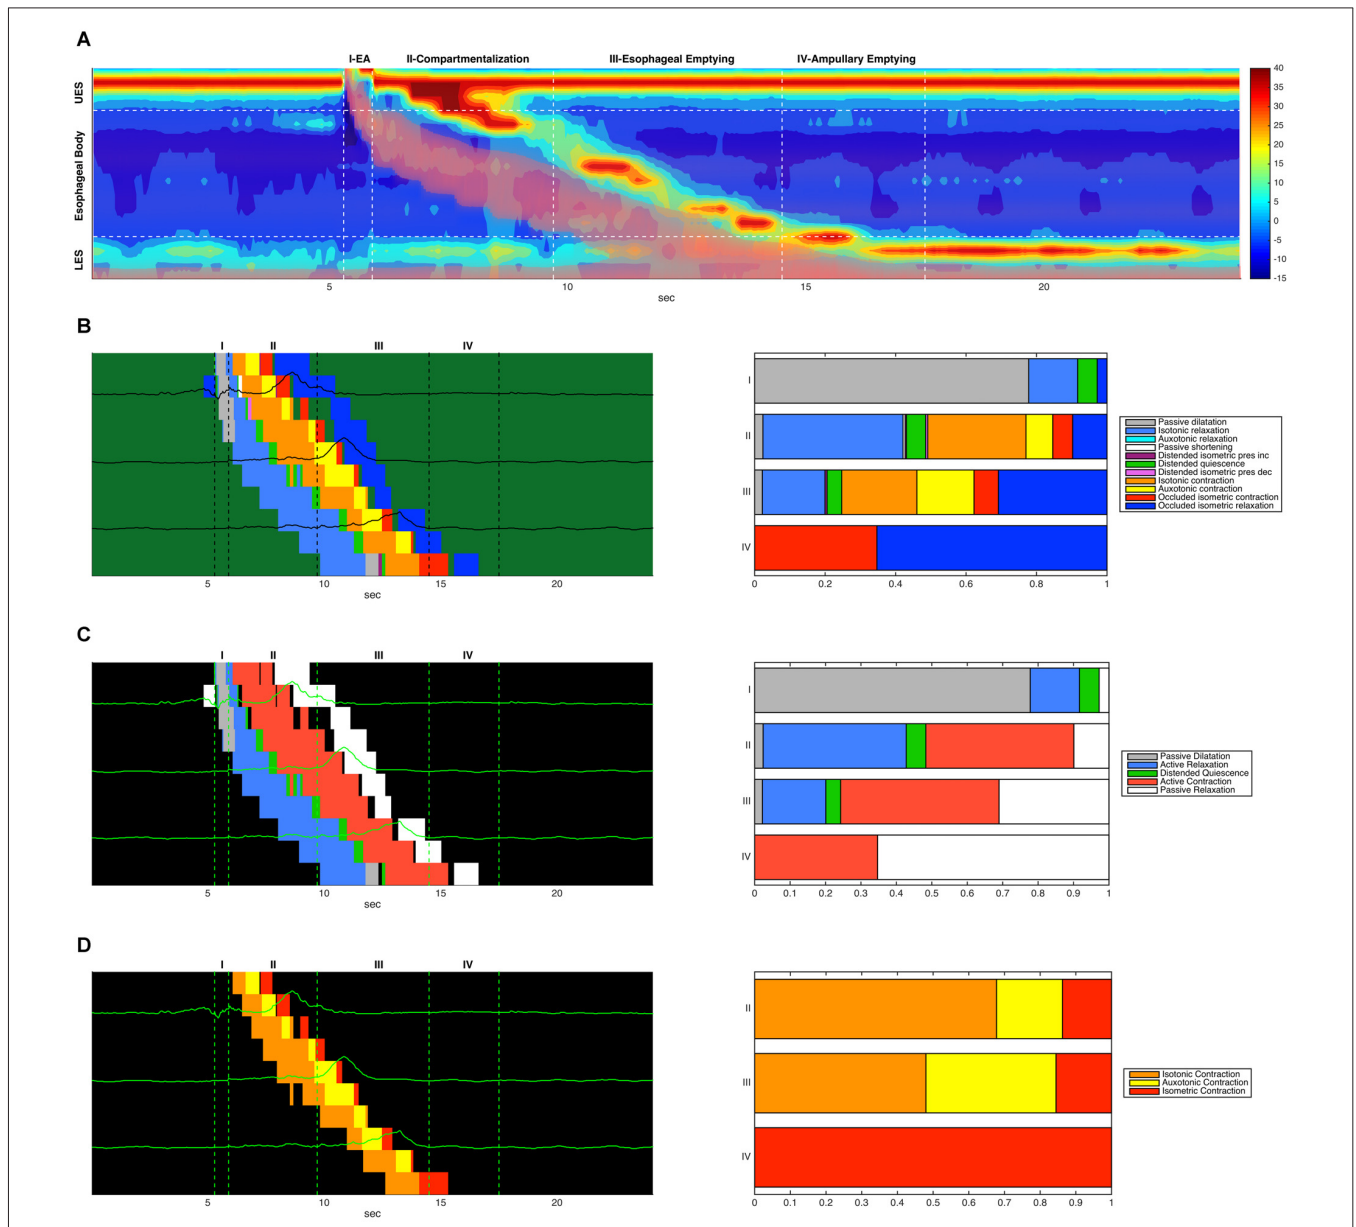 A
I-EA II-Compartmentalization III-Esophageal Emptying IV-Ampullary Emptying
UES
Esophageal Body
LES
40
35
30
25
20
15
10
5
0
-5
-10
-15
5 10 15 20
sec
B
I II III IV
5 10 15 20
sec
I
II
III
IV
0 0.2 0.4 0.6 0.8 1
Passive dilatation
Isotonic relaxation
Auxotonic relaxation
Passive shortening
Distended isometric pres inc
Distended quiescence
Distended isometric pres dec
Isotonic contraction
Auxotonic contraction
Occluded isometric contraction
Occluded isometric relaxation
C
I II III IV
5 10 15 20
sec
I
II
III
IV
0 0.1 0.2 0.3 0.4 0.5 0.6 0.7 0.8 0.9 1
Passive Dilatation
Active Relaxation
Distended Quiescence
Active Contraction
Passive Relaxation
D
I II III IV
5 10 15 20
sec
II
III
IV
0 0.1 0.2 0.3 0.4 0.5 0.6 0.7 0.8 0.9 1
Isotonic Contraction
Auxotonic Contraction
Isometric Contraction